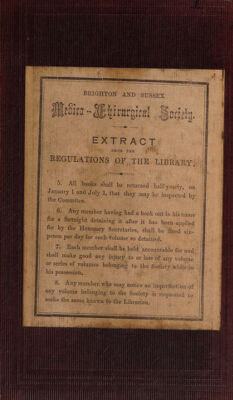 BRIGHTON AND SUSSEX
Medico-Chirurgical Society.
EXTRACT
FROM THE
REGULATIONS OF THE LIBRARY.
5. All books shall be returned half-yearly, on
January 1 and July 1, that they may be inspected by
the Committee.
6. Any member having had a book out in his name
for a fortnight detaining it after it has been applied
for by the Honorary Secretaries, shall be fined six-
pence per day for each volume so detained.
7. Each member shall be held accountable for and
shall make good any injury to or loss of any volume
or series of volumes belonging to the Society while in
his possession.
8. Any member who may notice an imperfection of
any volume belonging to the Society is requested to
make the same known to the Librarian.